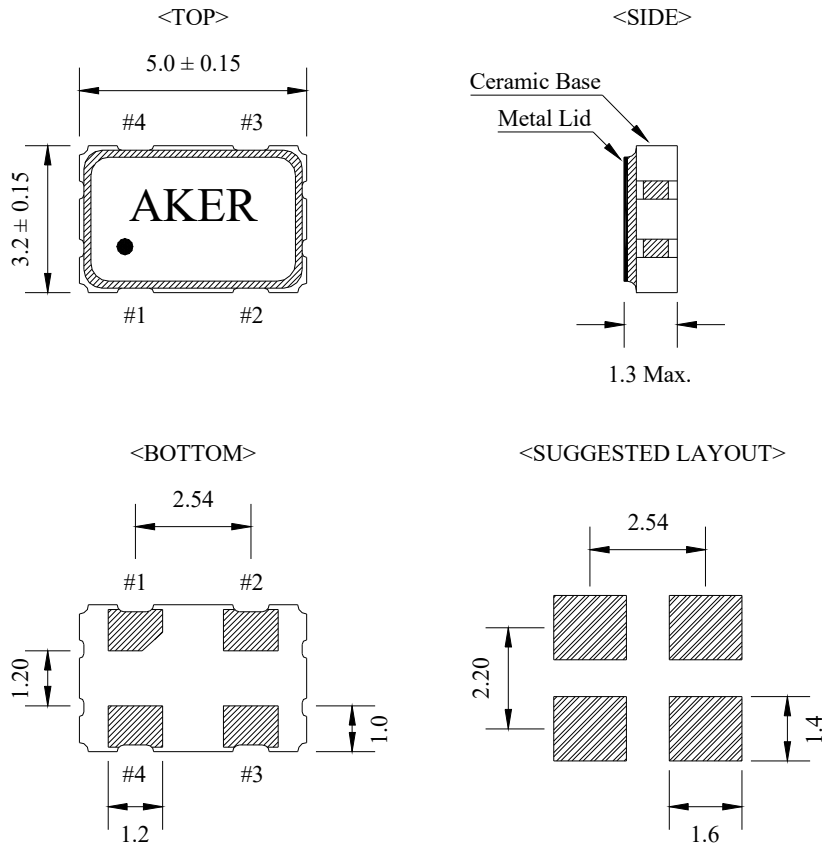 <TOP>
5.0 ± 0.15
#4
#3
3.2 ± 0.15
AKER
#1
#2
<SIDE>
Ceramic Base
Metal Lid
1.3 Max.
<BOTTOM>
2.54
#1
#2
1.20
1.0
#4
#3
1.2
<SUGGESTED LAYOUT>
2.54
2.20
1.4
1.6